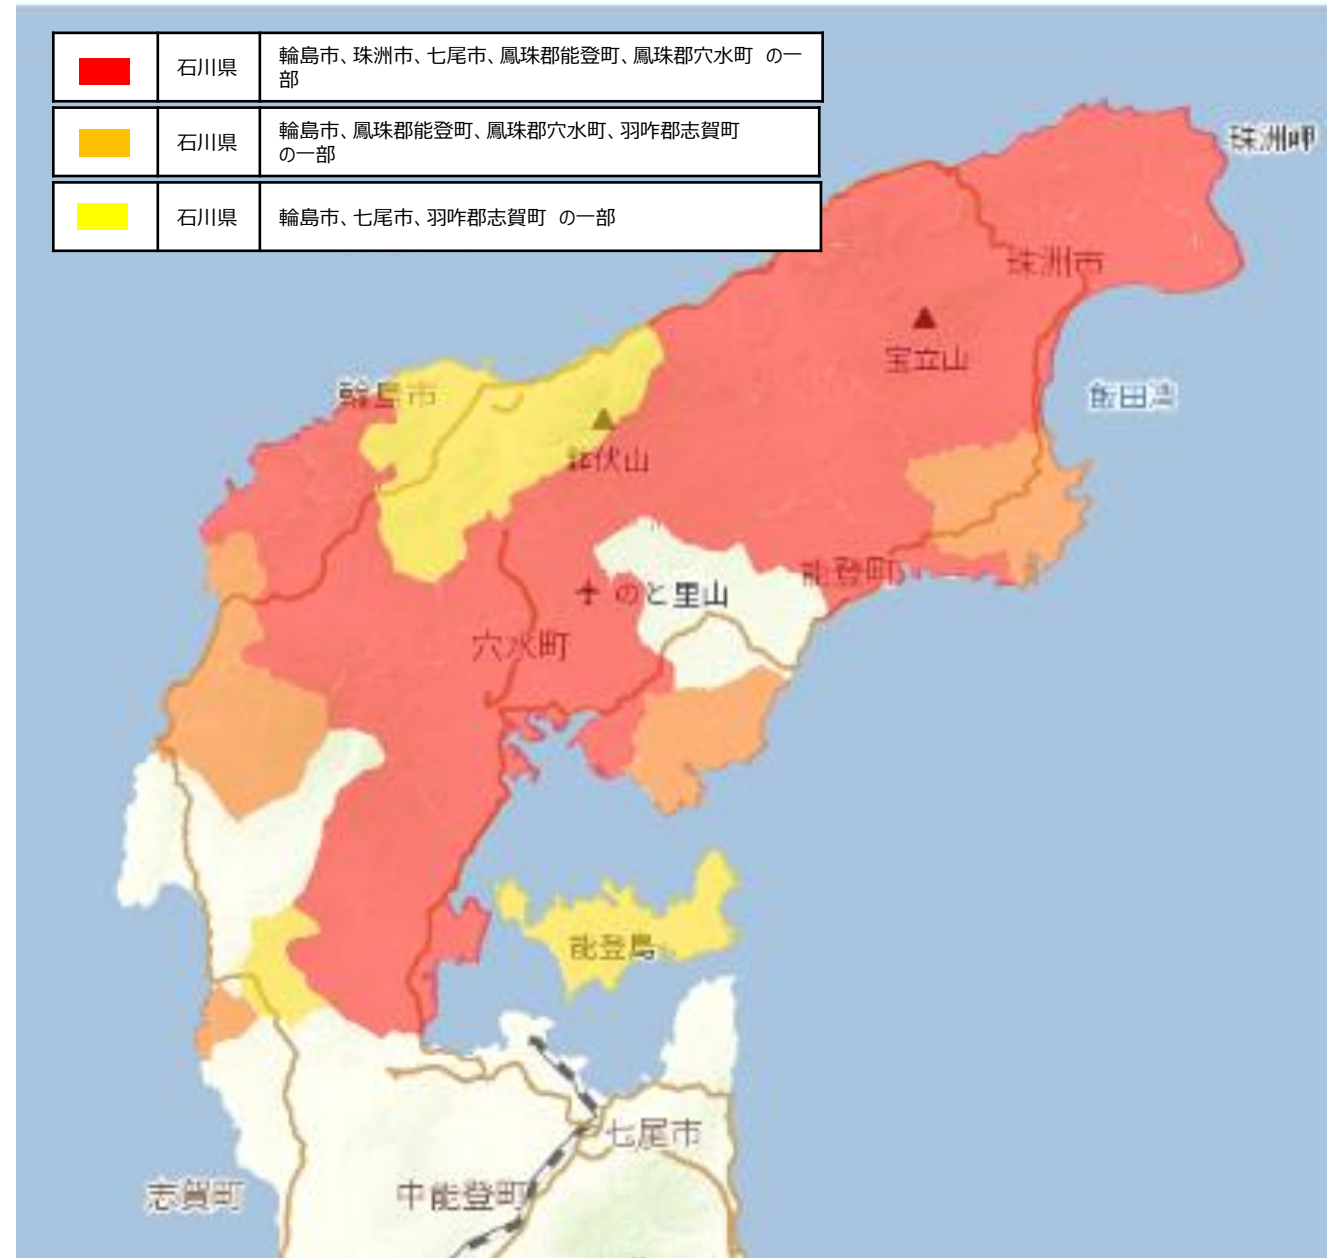 石川県
輪島市、珠洲市、七尾市、鳳珠郡能登町、鳳珠郡穴水町 の一
部
石川県
輪島市、鳳珠郡能登町、鳳珠郡穴水町、羽咋郡志賀町
の一部
石川県
輪島市、七尾市、羽咋郡志賀町 の一部
珠洲岬
珠洲市
宝立山
飯田湾
輪島市
鉢伏山
能登町
のと里山
穴水町
能登島
七尾市
志賀町
中能登町